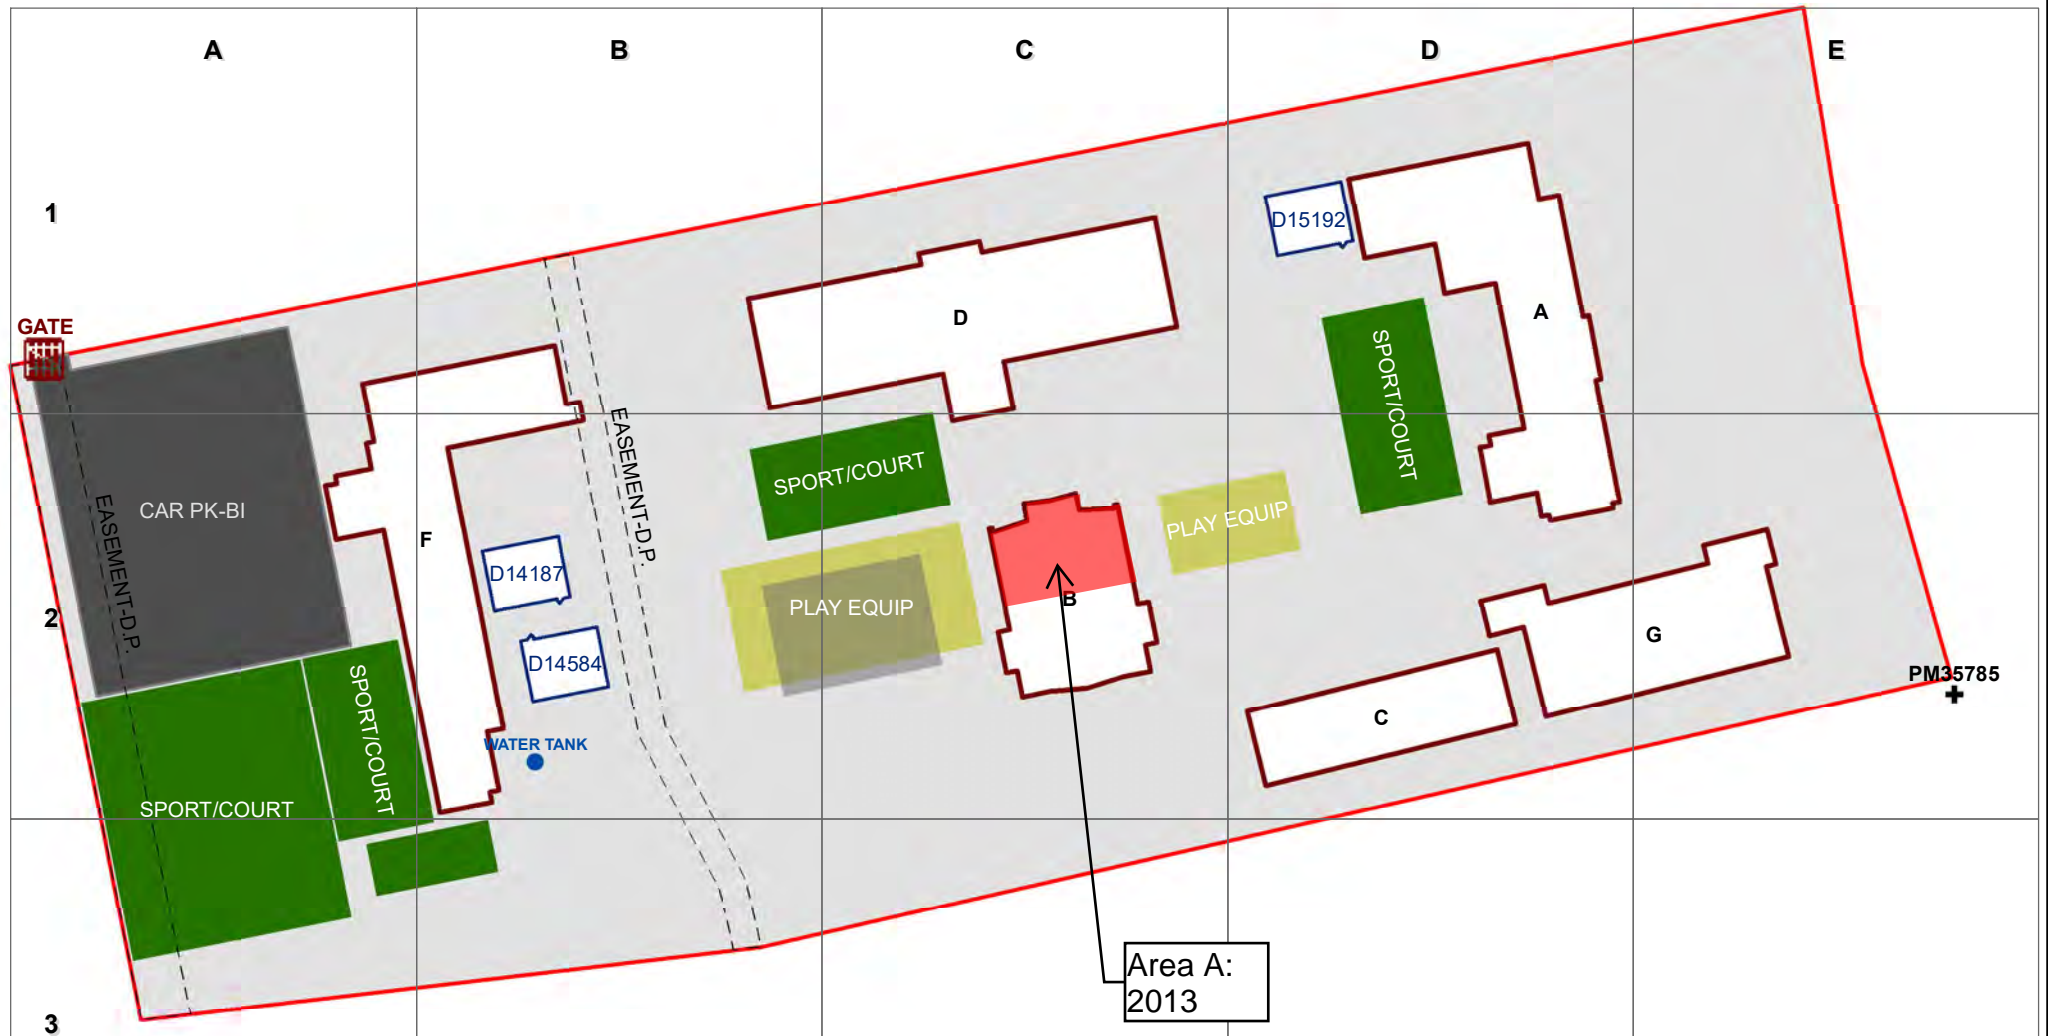 A
B
C
D
E
1
D15192
GATE
D
A
SPORT/COURT
EASEMENT-D.P.
SPORT/COURT
CAR PK-BI
EASEMENT-D.P.
F
PLAY EQUIP
D14187
PLAY EQUIP
B
2
G
D14584
PM35785
SPORT/COURT
C
WATER TANK
SPORT/COURT
Area A:
2013
3